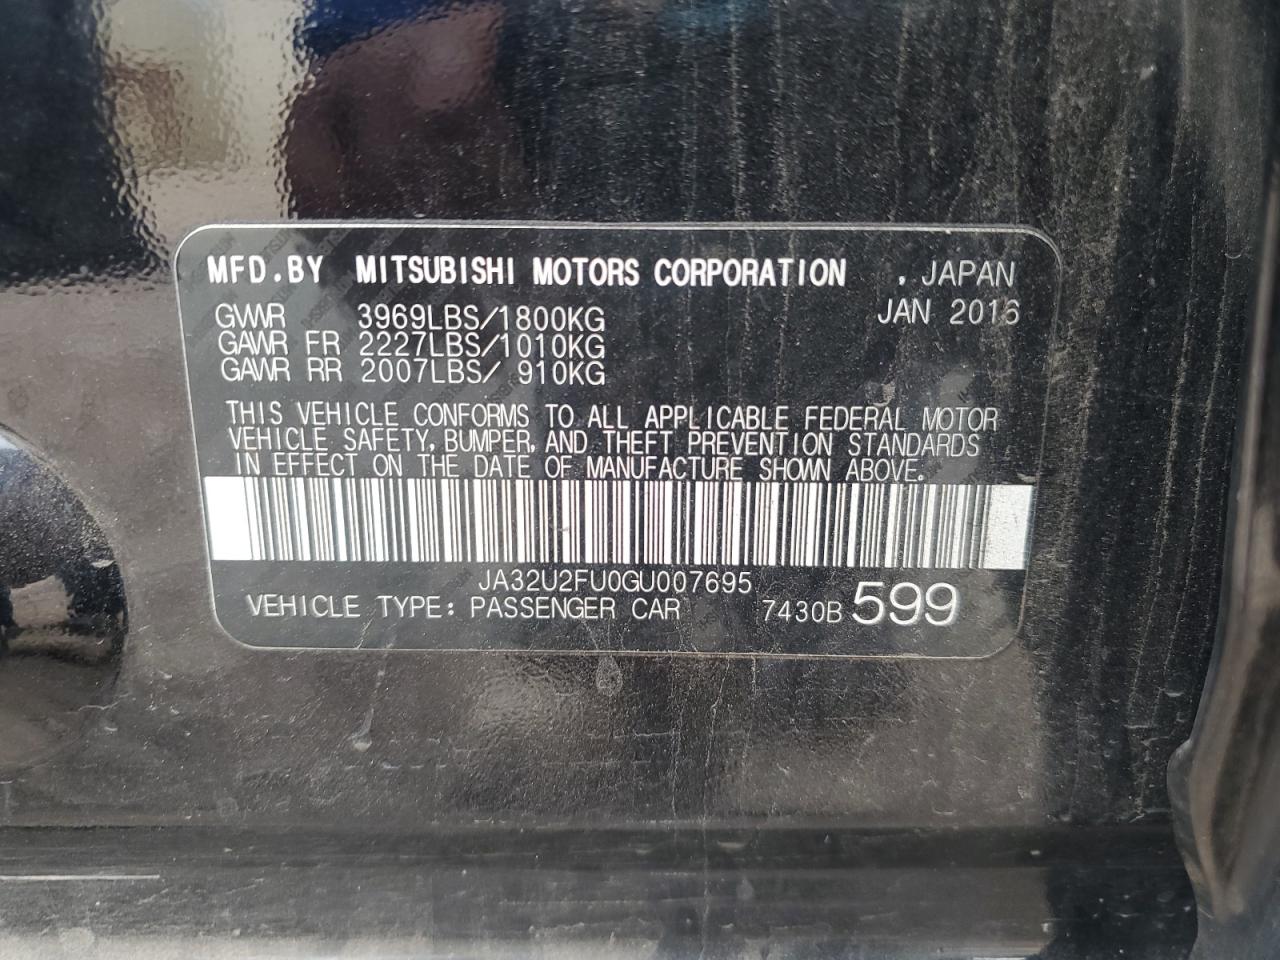 MFD.BY MITSUBISHI MOTORS CORPORATION , JAPAN
JAN 2016
GVWR 3969LBS/1800KG
GAWR FR 2227LBS/1010KG
GAWR RR 2007LBS/ 910KG
THIS VEHICLE CONFORMS TO ALL APPLICABLE FEDERAL MOTOR
VEHICLE SAFETY, BUMPER, AND THEFT PREVENTION STANDARDS
IN EFFECT ON THE DATE OF MANUFACTURE SHOWN ABOVE.
JA32U2FU0GU007695
VEHICLE TYPE: PASSENGER CAR 7430B 599